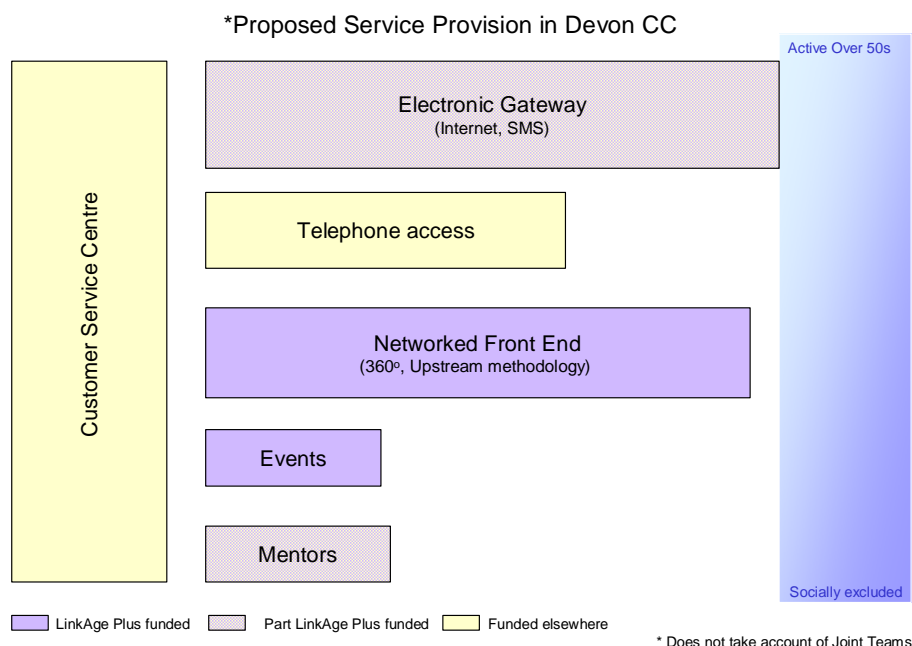 *Proposed Service Provision in Devon CC
Active Over 50s
Customer Service Centre
Electronic Gateway
(Internet, SMS)
Telephone access
Networked Front End
(360º, Upstream methodology)
Events
Mentors
Socially excluded
LinkAge Plus funded
Part LinkAge Plus funded
Funded elsewhere
* Does not take account of Joint Teams